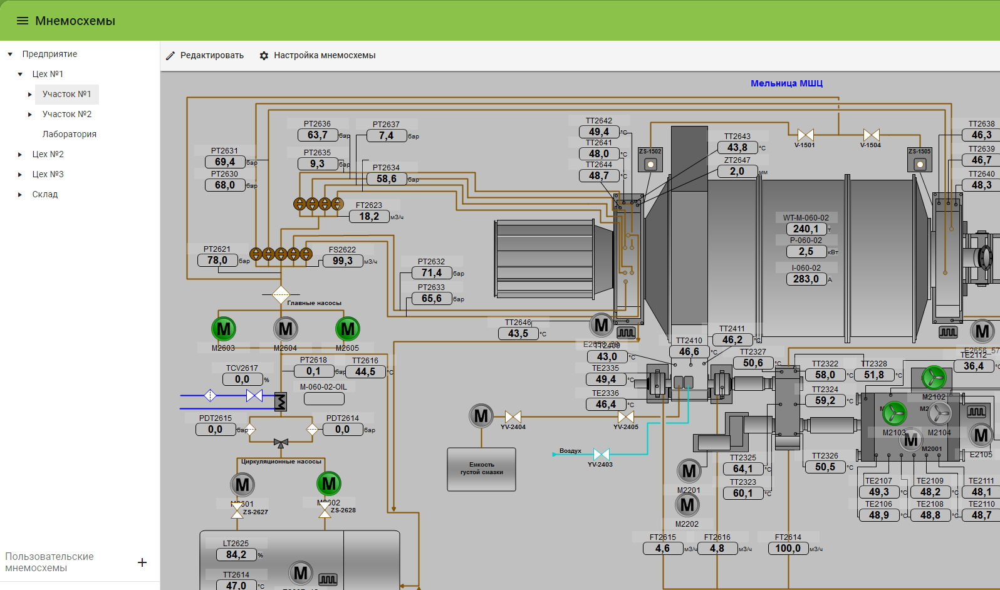 Мнемосхемы
Предприятие
Цех №1
Участок №1
Участок №2
Лаборатория
Цех №2
Цех №3
Склад
Пользовательские
мнемосхемы
Редактировать
Настройка мнемосхемы
Мельница МШЦ
PT2636
63,7 бар
PT2637
7,4 бар
PT2631
69,4 бар
PT2635
9,3 бар
PT2630
68,0 бар
PT2634
58,6 бар
FT2623
18,2 м3/ч
PT2621
78,0 бар
FS2622
99,3 м3/ч
PT2632
71,4 бар
PT2633
65,6 бар
Главные насосы
M
M
M
M2603
M2604
M2605
TCV2617
0,0 %
PT2618
0,1 бар
TT2616
44,5 °C
M-060-02-OIL
PDT2615
0,0 бар
PDT2614
0,0 бар
Циркуляционные насосы
M
M
ZS-2627
ZS-2628
LT2625
84,2 %
TT2614
47,0 °C
M
TT2642
49,4 °C
TT2641
48,0 °C
TT2644
48,7 °C
ZS-1502
TT2643
43,8 °C
ZT2647
2,0 мм
V-1501
V-1504
ZS-1505
TT2638
46,3
TT2639
46,7
TT2640
48,3
WT-M-060-02
240,1 т
P-060-02
2,5 кВт
I-060-02
283,0 А
TT2646
43,5 °C
M
TT2409
43,0 °C
TT2410
46,6 °C
TT2411
46,2 °C
TE2335
49,4 °C
TE2336
46,4 °C
TT2327
50,6 °C
TT2322
58,0 °C
TT2328
51,8 °C
TT2324
59,2 °C
M
E2656_57
TE2112
36,4 °C
M2102
M2103
M2104
M
M2001
M
E2105
M
YV-2404
YV-2405
Емкость
густой смазки
Воздух
YV-2403
M
M2201
M
M2202
TT2325
64,1 °C
TT2323
60,1 °C
TT2326
50,5 °C
TE2107
49,3 °C
TE2109
48,2 °C
TE2111
48,1
TE2106
48,9 °C
TE2108
48,8 °C
TE2110
48,7
FT2615
4,6 м3/ч
FT2616
4,8 м3/ч
FT2614
100,0 м3/ч